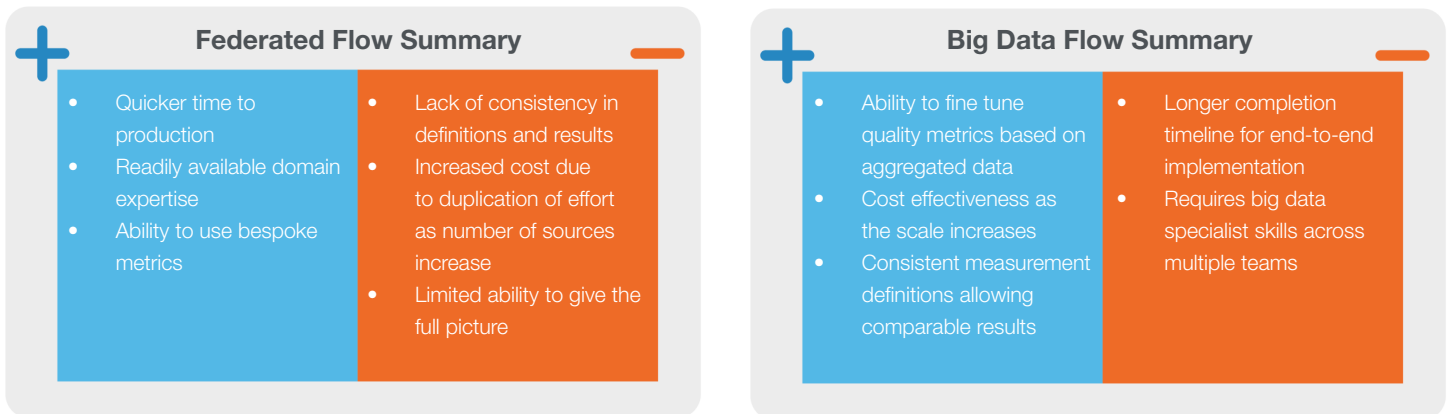 Federated Flow Summary
• Quicker time to
production
• Readily available domain
expertise
• Ability to use bespoke
metrics
• Lack of consistency in
definitions and results
• Increased cost due
to duplication of effort
as number of sources
increase
• Limited ability to give the
full picture
Big Data Flow Summary
• Ability to fine tune
quality metrics based on
aggregated data
• Cost effectiveness as
the scale increases
• Consistent measurement
definitions allowing
comparable results
• Longer completion
timeline for end-to-end
implementation
• Requires big data
specialist skills across
multiple teams